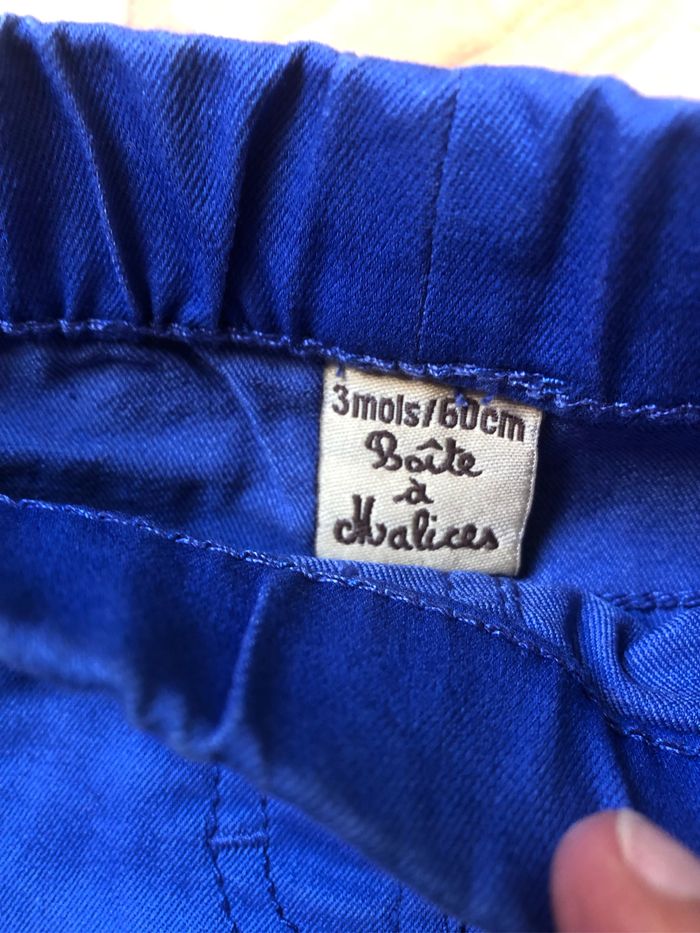 3mois/60cm
Boîte
à
Malices